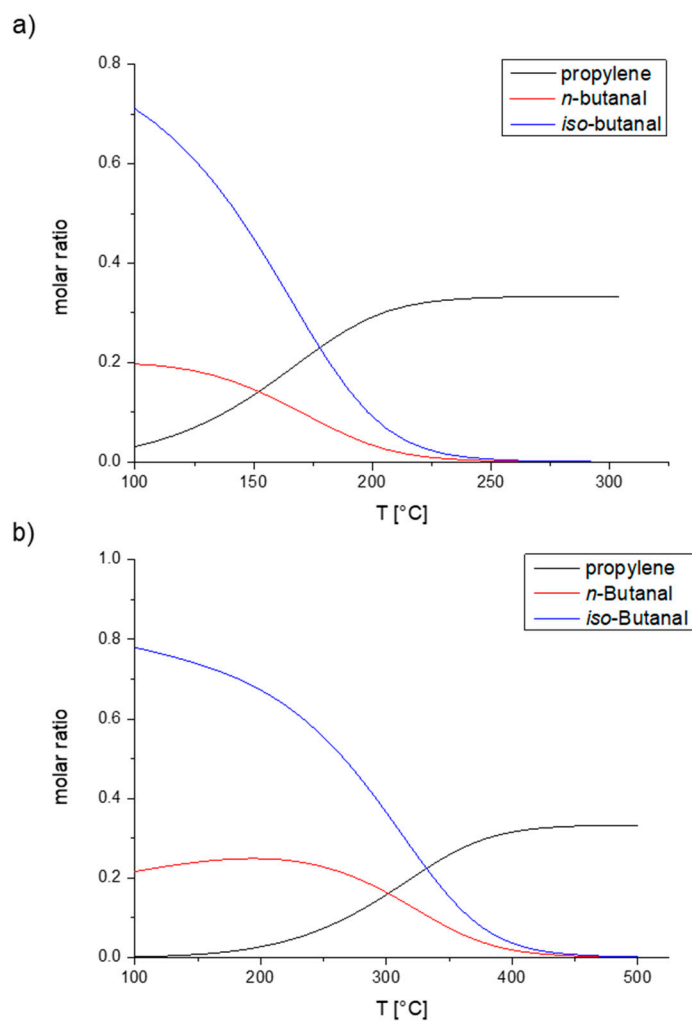 a)
0.8
0.6
0.4
0.2
0.0
molar ratio
propylene
n-butanal
iso-butanal
100
150
200
250
300
T [°C]
b)
1.0
0.8
0.6
0.4
0.2
0.0
molar ratio
propylene
n-Butanal
iso-Butanal
100
200
300
400
500
T [°C]